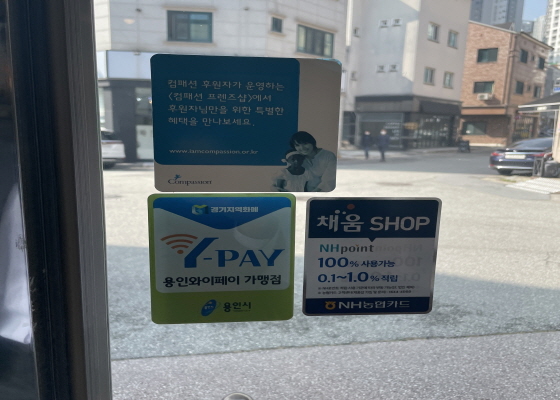 컴패션 후원자가 운영하는
《컴패션 프렌즈샵》에서
후원자님만을 위한 특별한
혜택을 만나보세요.
www.iamcompassion.or.kr
Compassion
경기지역화폐
Y-PAY
용인와이페이 가맹점
용인시
채움 SHOP
NHpoint
100% 사용가능
0.1~1.0% 적립
NH농협카드